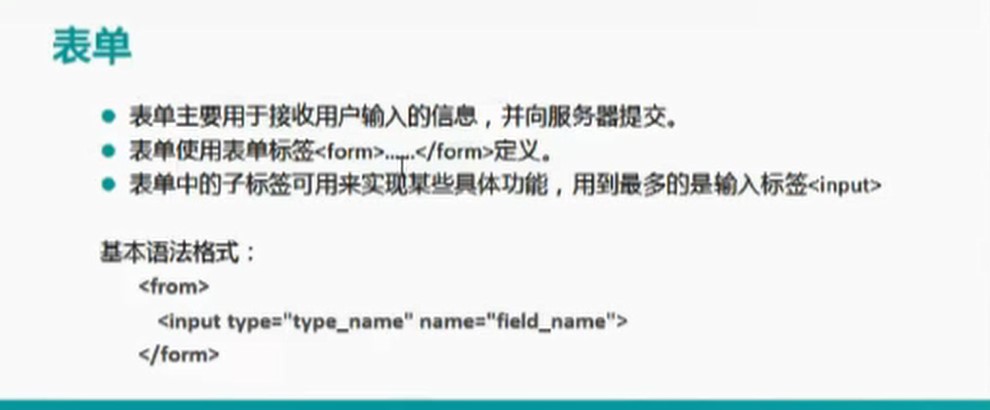 表单
表单主要用于接收用户输入的信息，并向服务器提交。
表单使用表单标签<form>......</form>定义。
表单中的子标签可用来实现某些具体功能，用到最多的是输入标签<input>
基本语法格式：
<from>
<input type="type_name" name="field_name">
</form>